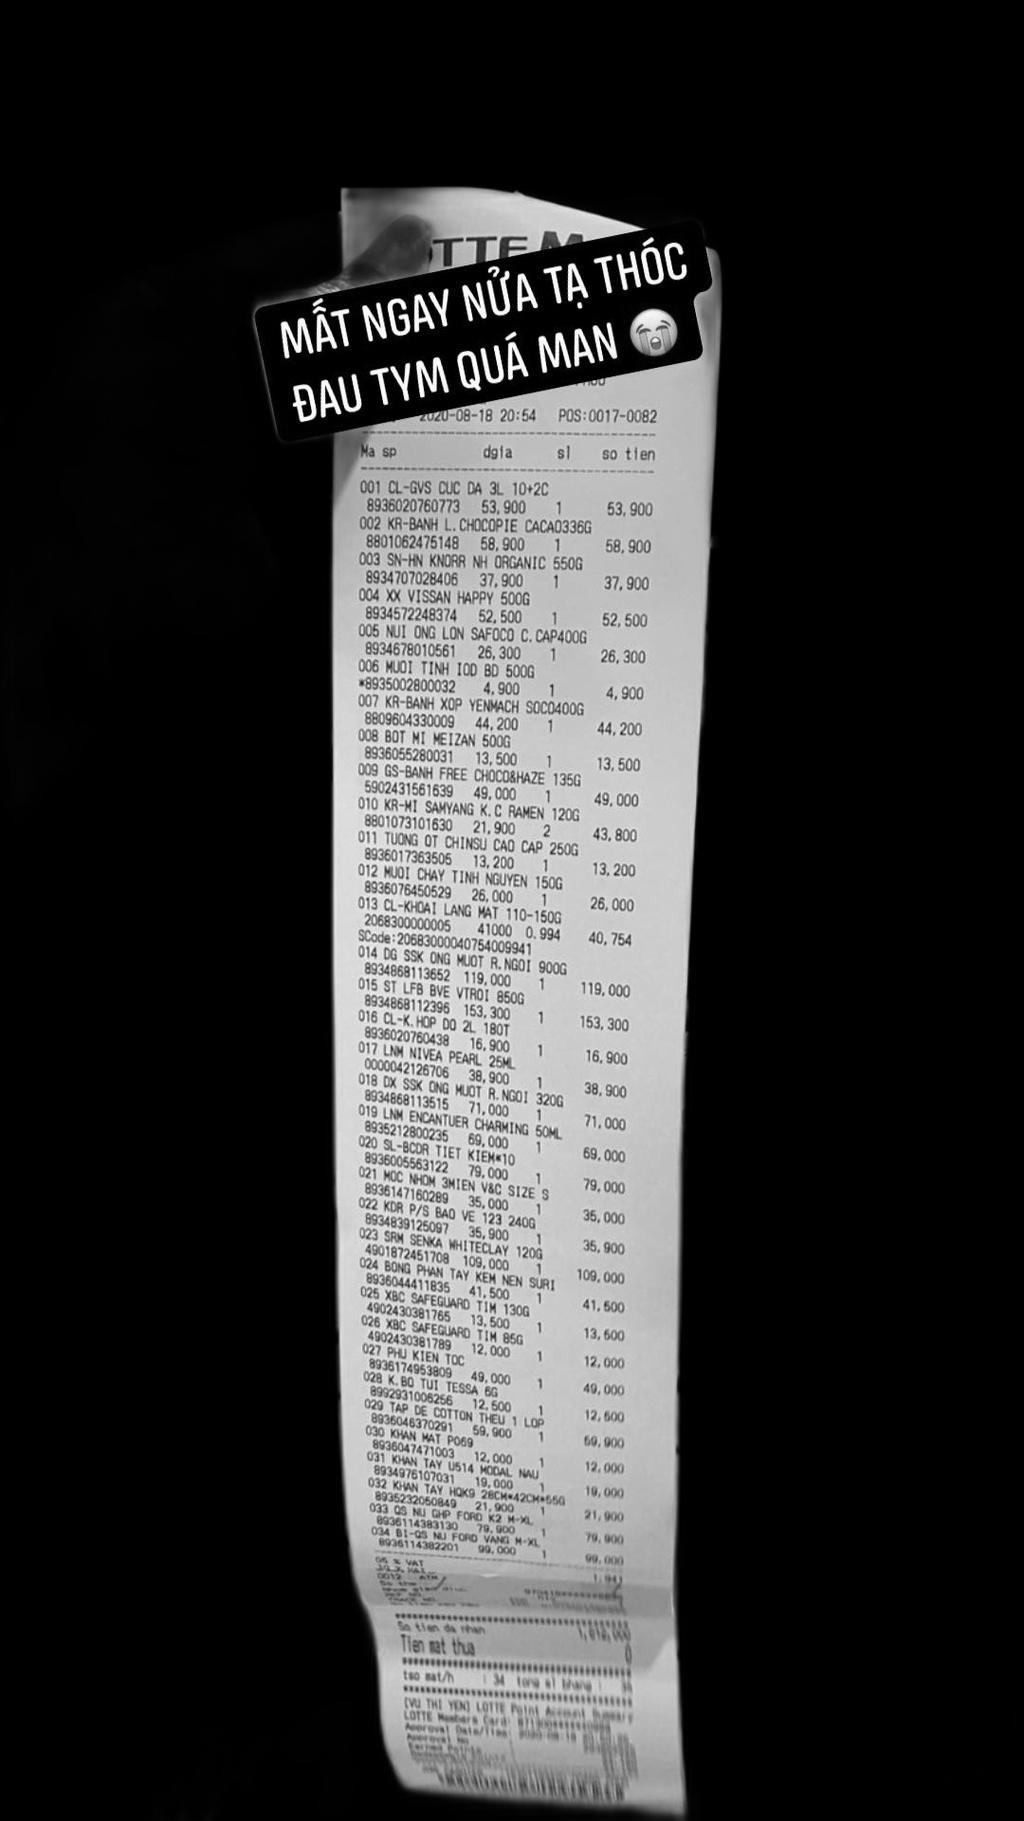 MẤT NGAY NỬA TẠ THÓC
ĐAU TYM QUÁ MAN 😭
2020-08-18 20:54 POS:0017-0082
Ma sp dgia sl so tien
001 CL-GVS CUC DA 3L 10+2C
8936020760773 53,900 1 53,900
002 KR-BANH L.CHOCOPIE CACAO336G
8801062475148 58,900 1 58,900
003 SN-HN KNORR NH ORGANIC 550G
8934707028406 37,900 1 37,900
004 XX VISSAN HAPPY 500G
8934572248374 52,500 1 52,500
005 NUI ONG LON SAFOCO C.CAP400G
8934678010561 26,300 1 26,300
006 MUOI TINH IOD BD 500G
*8935002800032 4,900 1 4,900
007 KR-BANH XOP YENMACH SOCO400G
8809604330009 44,200 1 44,200
008 BOT MI MEIZAN 500G
8936055280031 13,500 1 13,500
009 GS-BANH FREE CHOCO&HAZE 135G
5902431561639 49,000 1 49,000
010 KR-MI SAMYANG K.C RAMEN 120G
8801073101630 21,900 2 43,800
011 TUONG OT CHINSU CAO CAP 250G
8936017363505 13,200 1 13,200
012 MUOI CHAY TINH NGUYEN 150G
8936076450529 26,000 1 26,000
013 CL-KHOAI LANG MAT 110-150G
2068300000005 41000 0.994 40,754
SCode:20683000040754009941
014 DG SSK ONG MUOT R.NGOI 900G
8934868113652 119,000 1 119,000
015 ST LFB BVE VTROI 850G
8934868112396 153,300 1 153,300
016 CL-K.HOP DO 2L 180T
8936020760438 16,900 1 16,900
017 LNM NIVEA PEARL 25ML
0000042126706 38,900 1 38,900
018 DX SSK ONG MUOT R.NGOI 320G
8934868113515 71,000 1 71,000
019 LNM ENCANTUER CHARMING 50ML
8935212800235 69,000 1 69,000
020 SL-BCDR TIET KIEM*10
8936005563122 79,000 1 79,000
021 MOC NHOM 3MIEN V&C SIZE S
8936147160289 35,000 1 35,000
022 KDR P/S BAO VE 123 240G
8934839125097 35,900 1 35,900
023 SRM SENKA WHITECLAY 120G
4901872451708 109,000 1 109,000
024 BONG PHAN TAY KEM NEN SURI
8936044411835 41,500 1 41,500
025 XBC SAFEGUARD TIM 130G
4902430381765 13,500 1 13,500
026 XBC SAFEGUARD TIM 85G
4902430381789 12,000 1 12,000
027 PHU KIEN TOC
8936174953809 49,000 1 49,000
028 K.BO TUI TESSA 6G
8992931006256 12,500 1 12,500
029 TAP DE COTTON THEU 1 LOP
8936046370291 59,900 1 59,900
030 KHAN MAT P069
8936047471003 12,000 1 12,000
031 KHAN TAY U514 MODAL NAU
8934976107031 19,000 1 19,000
032 KHAN TAY HQK9 28CM*42CM*55G
8935232050849 21,900 1 21,900
033 QS NU GHP FORD K2 M-XL
8936114383130 79,900 1 79,900
034 BI-QS NU FORD VANG M-XL
8936114382201 99,000 1 99,000
05 % VAT 1,941
So tien da nhan
Tien mat thua 0
tso mat/h : 34 tong sl bhang :
[VU THI YEN] LOTTE Point Account Summary
LOTTE Members Card:
Approval Date/Time: 2020-08-18
Approval No
Earned Points